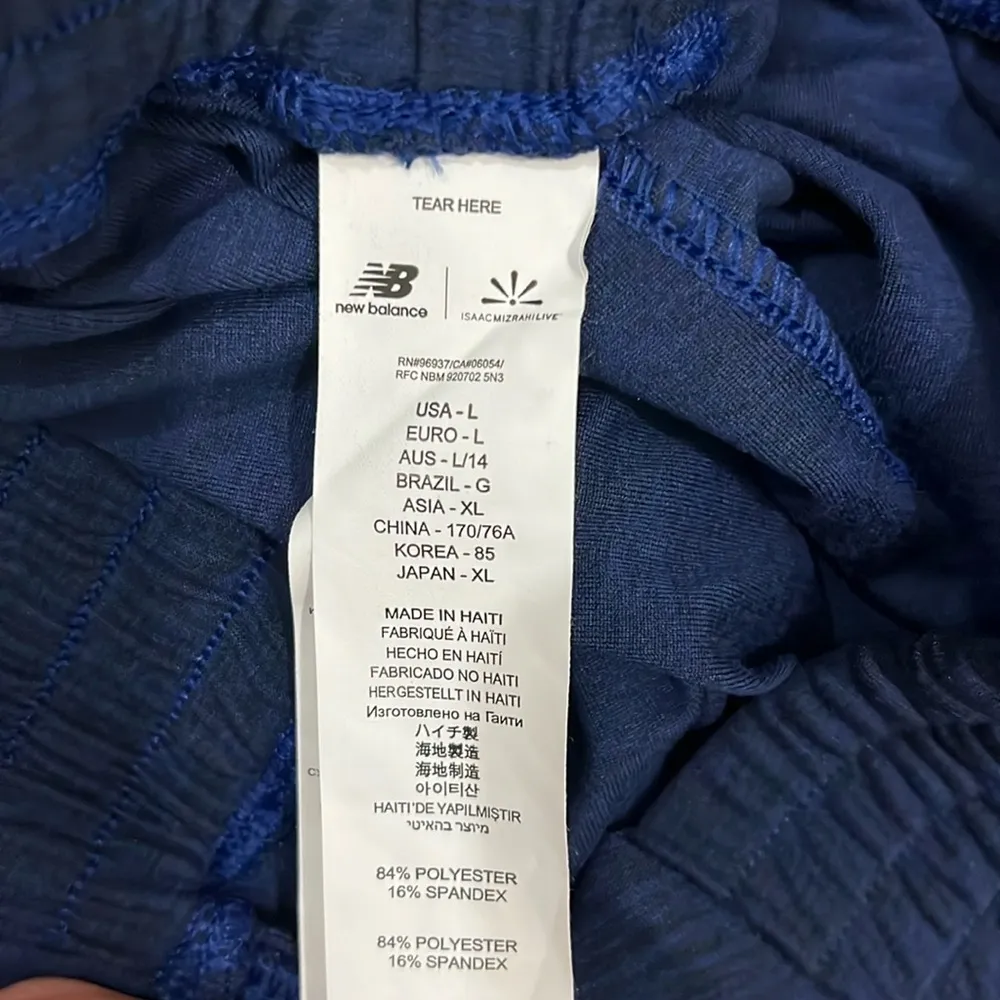 TEAR HERE
NB
new balance
ISAACMIZRAHILIVE™
RN#96937/CA#06054/
RFC NBM 920702 5N3
USA - L
EURO - L
AUS - L/14
BRAZIL - G
ASIA - XL
CHINA - 170/76A
KOREA - 85
JAPAN - XL
MADE IN HAITI
FABRIQUÉ À HAÏTI
HECHO EN HAITÍ
FABRICADO NO HAITI
HERGESTELLT IN HAITI
Изготовлено на Гаити
ハイチ製
海地製造
海地制造
아이티산
HAITI'DE YAPILMIŞTIR
מיוצר בהאיטי
84% POLYESTER
16% SPANDEX
84% POLYESTER
16% SPANDEX